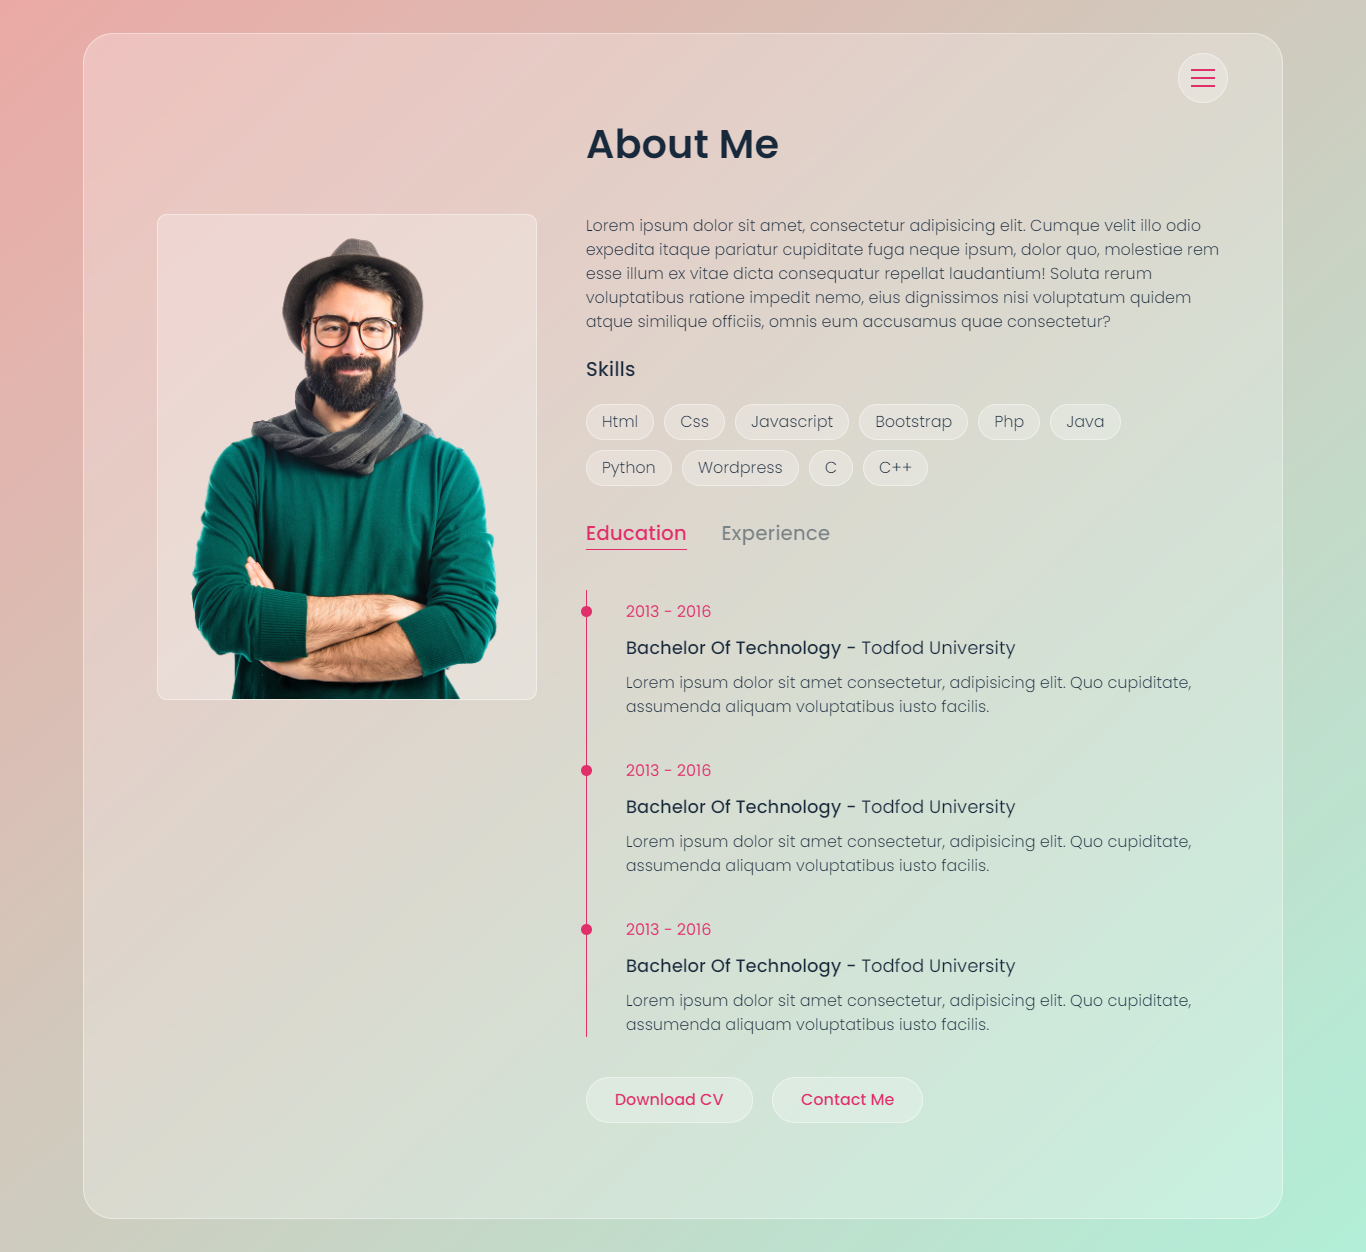 About Me
Lorem ipsum dolor sit amet, consectetur adipisicing elit. Cumque velit illo odio
expedita itaque pariatur cupiditate fuga neque ipsum, dolor quo, molestiae rem
esse illum ex vitae dicta consequatur repellat laudantium! Soluta rerum
voluptatibus ratione impedit nemo, eius dignissimos nisi voluptatum quidem
atque similique officiis, omnis eum accusamus quae consectetur?
Skills
Html Css Javascript Bootstrap Php Java
Python Wordpress C C++
Education Experience
2013 - 2016
Bachelor Of Technology - Todfod University
Lorem ipsum dolor sit amet consectetur, adipisicing elit. Quo cupiditate,
assumenda aliquam voluptatibus iusto facilis.
2013 - 2016
Bachelor Of Technology - Todfod University
Lorem ipsum dolor sit amet consectetur, adipisicing elit. Quo cupiditate,
assumenda aliquam voluptatibus iusto facilis.
2013 - 2016
Bachelor Of Technology - Todfod University
Lorem ipsum dolor sit amet consectetur, adipisicing elit. Quo cupiditate,
assumenda aliquam voluptatibus iusto facilis.
Download CV Contact Me